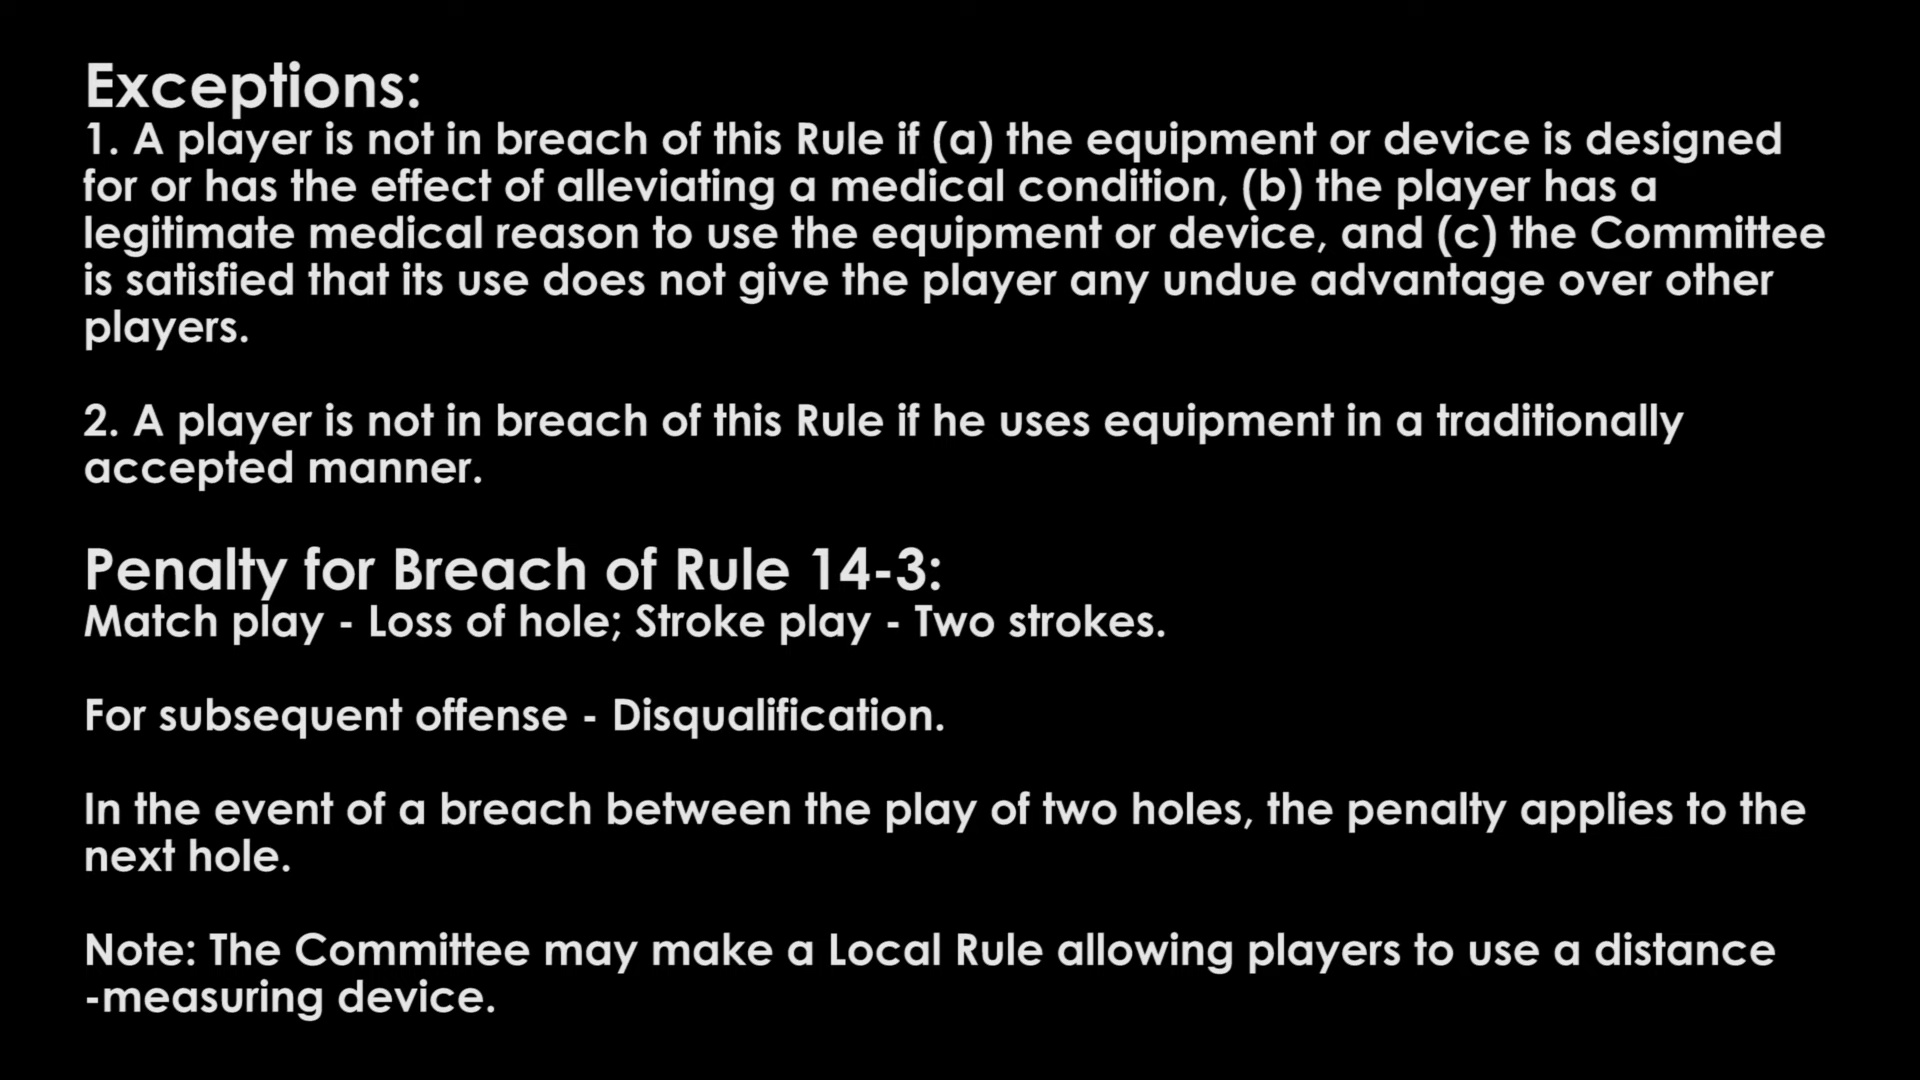 Exceptions:
1. A player is not in breach of this Rule if (a) the equipment or device is designed
for or has the effect of alleviating a medical condition, (b) the player has a
legitimate medical reason to use the equipment or device, and (c) the Committee
is satisfied that its use does not give the player any undue advantage over other
players.
2. A player is not in breach of this Rule if he uses equipment in a traditionally
accepted manner.
Penalty for Breach of Rule 14-3:
Match play - Loss of hole; Stroke play - Two strokes.
For subsequent offense - Disqualification.
In the event of a breach between the play of two holes, the penalty applies to the
next hole.
Note: The Committee may make a Local Rule allowing players to use a distance
-measuring device.